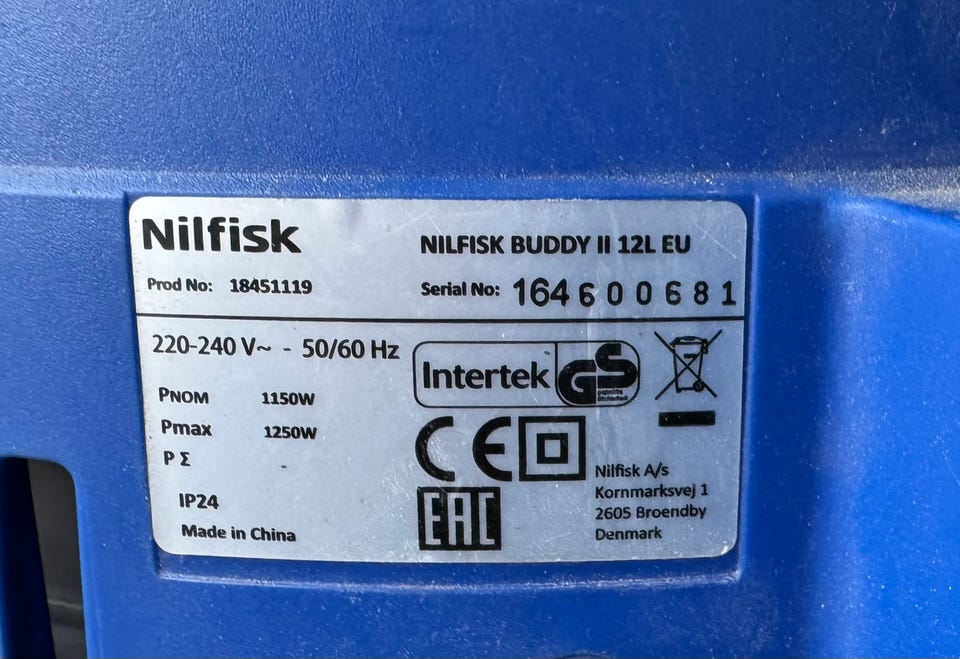 Nilfisk
NILFISK BUDDY II 12L EU
Prod No: 18451119
Serial No: 164600681
220-240 V~ - 50/60 Hz
Intertek GS
PNOM 1150W
Pmax 1250W
P Σ -
CE
IP24
EAC
Made in China
Nilfisk A/s
Kornmarksvej 1
2605 Broendby
Denmark